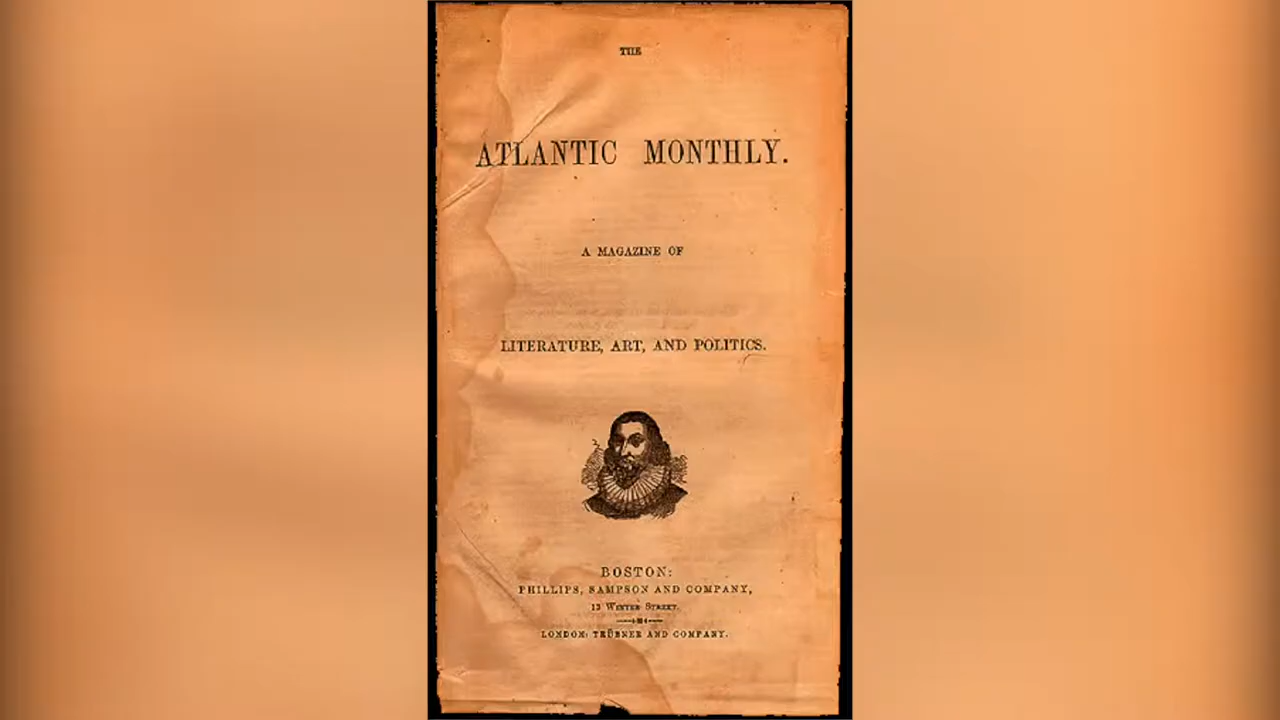 THE
ATLANTIC MONTHLY.
A MAGAZINE OF
LITERATURE, ART, AND POLITICS.
BOSTON:
PHILLIPS, SAMPSON AND COMPANY,
13 WINTER STREET.
LONDON: TRÜBNER AND COMPANY.